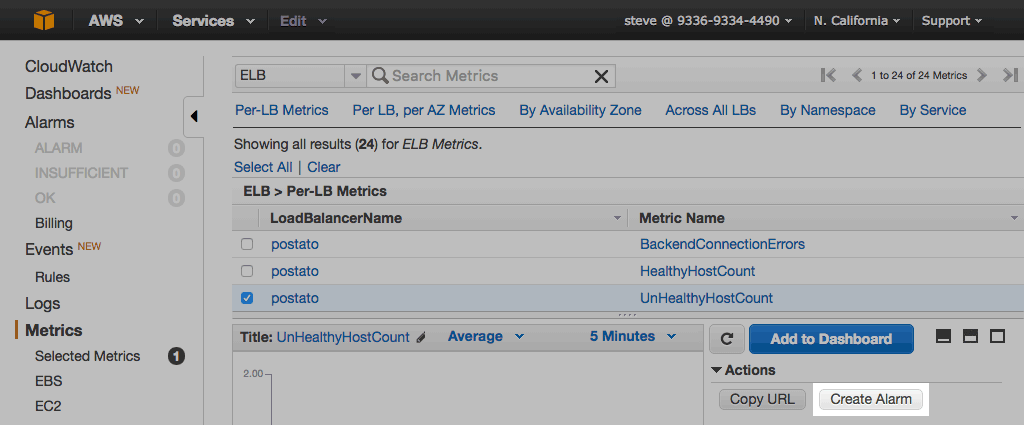 AWS Services Edit steve @ 9336-9334-4490 N. California Support
CloudWatch
Dashboards NEW
Alarms
ALARM 0
INSUFFICIENT 0
OK 0
Billing
Events NEW
Rules
Logs
Metrics
Selected Metrics 1
EBS
EC2
ELB Search Metrics 1 to 24 of 24 Metrics
Per-LB Metrics Per LB, per AZ Metrics By Availability Zone Across All LBs By Namespace By Service
Showing all results (24) for ELB Metrics.
Select All | Clear
ELB > Per-LB Metrics
LoadBalancerName Metric Name
postato BackendConnectionErrors
postato HealthyHostCount
postato UnHealthyHostCount
Title: UnHealthyHostCount Average 5 Minutes
2.00
Add to Dashboard
Actions
Copy URL Create Alarm